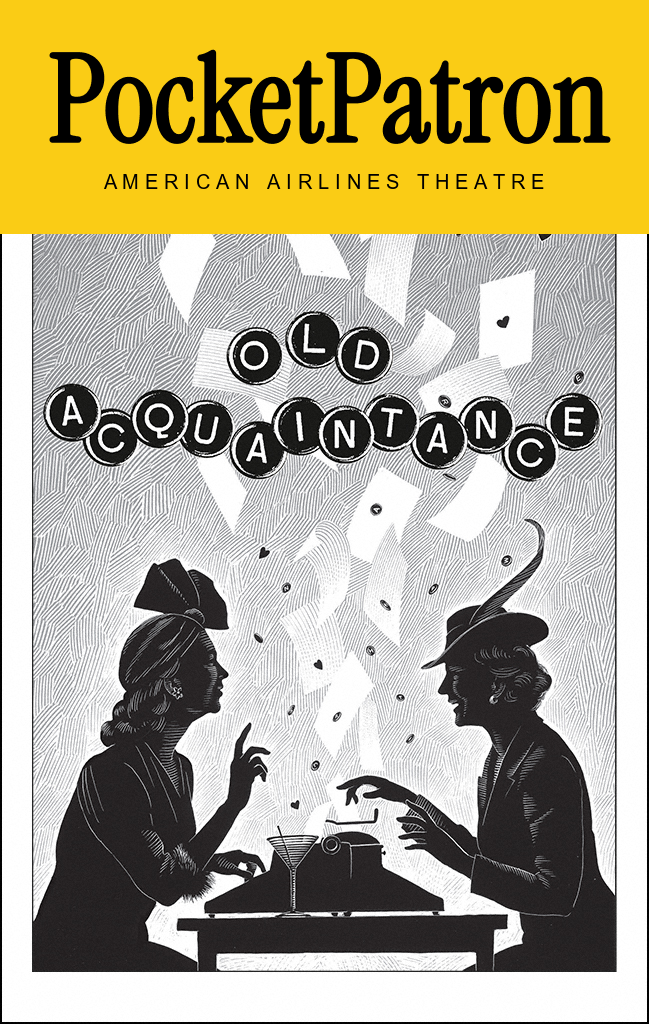 PocketPatron
AMERICAN AIRLINES THEATRE
OLD
ACQUAINTANCE